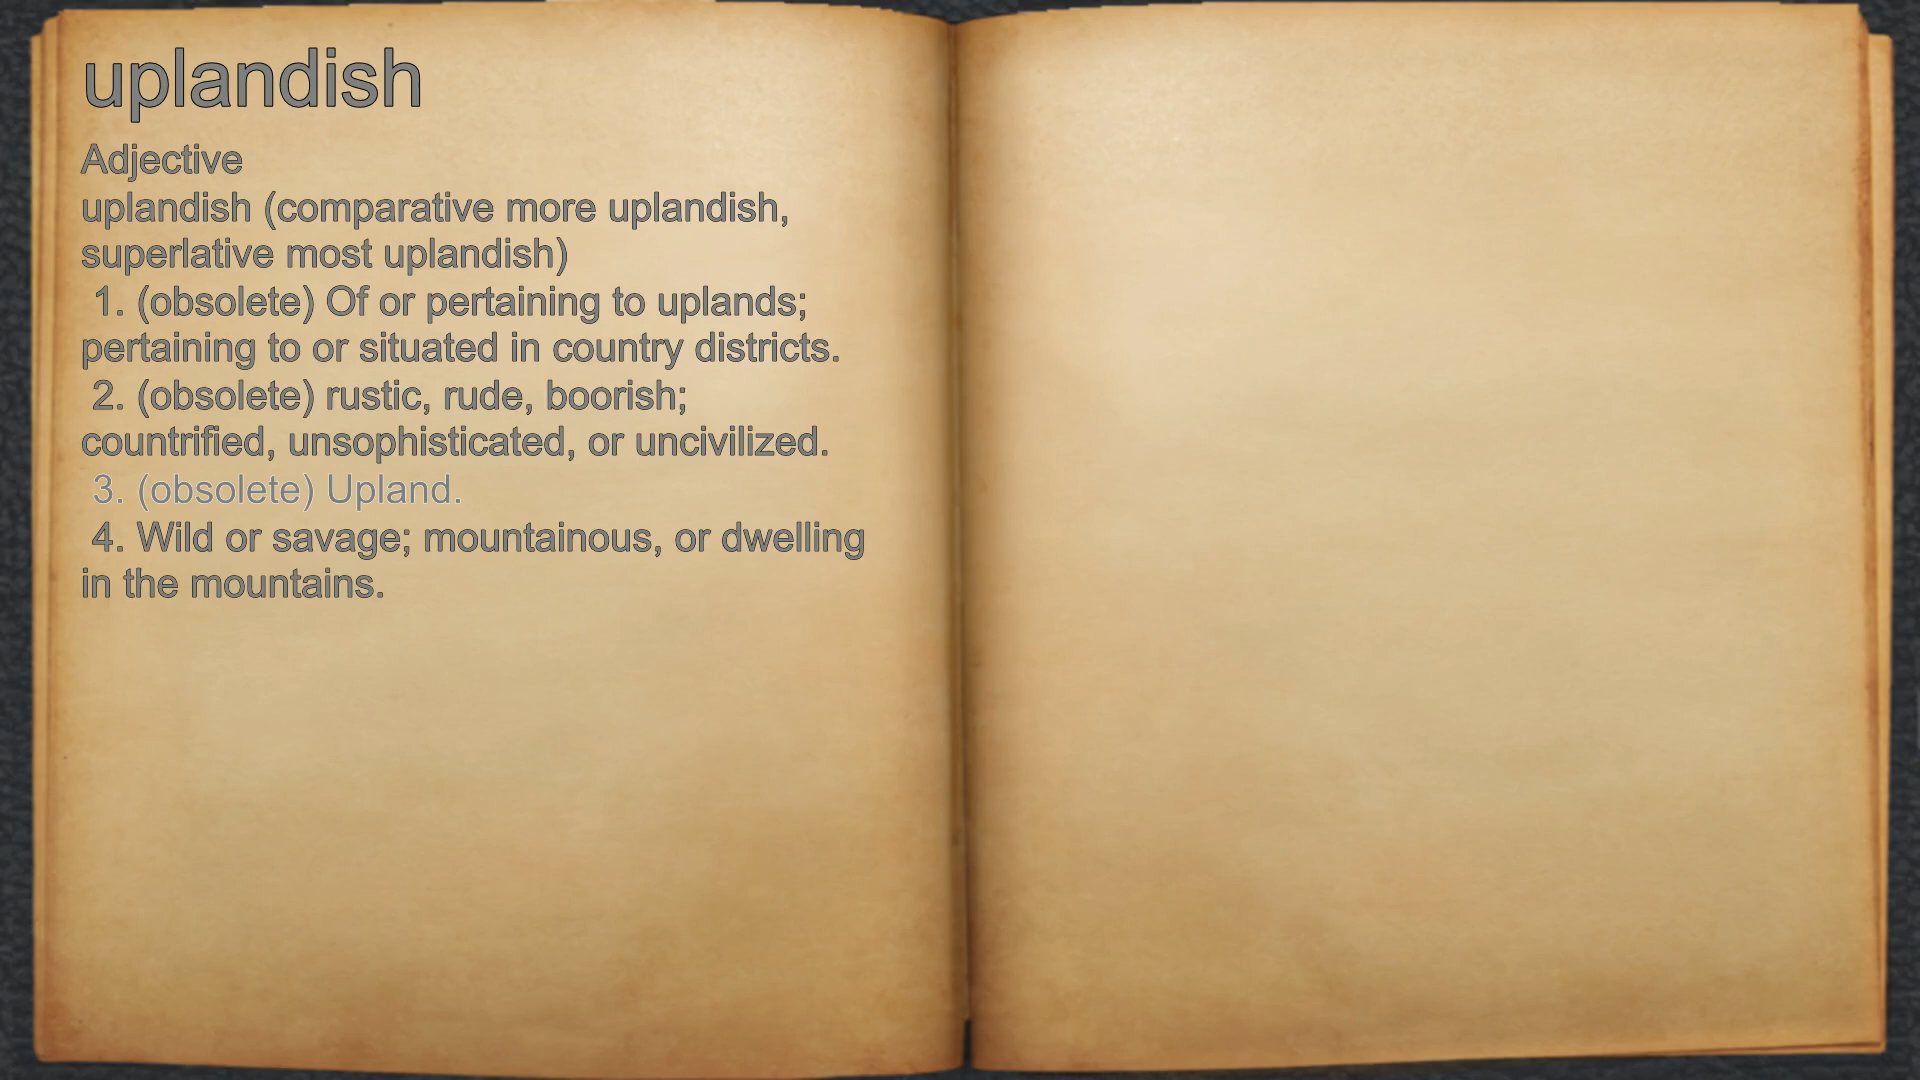 uplandish
Adjective
uplandish (comparative more uplandish,
superlative most uplandish)
1. (obsolete) Of or pertaining to uplands;
pertaining to or situated in country districts.
2. (obsolete) rustic, rude, boorish;
countrified, unsophisticated, or uncivilized.
3. (obsolete) Upland.
4. Wild or savage; mountainous, or dwelling
in the mountains.